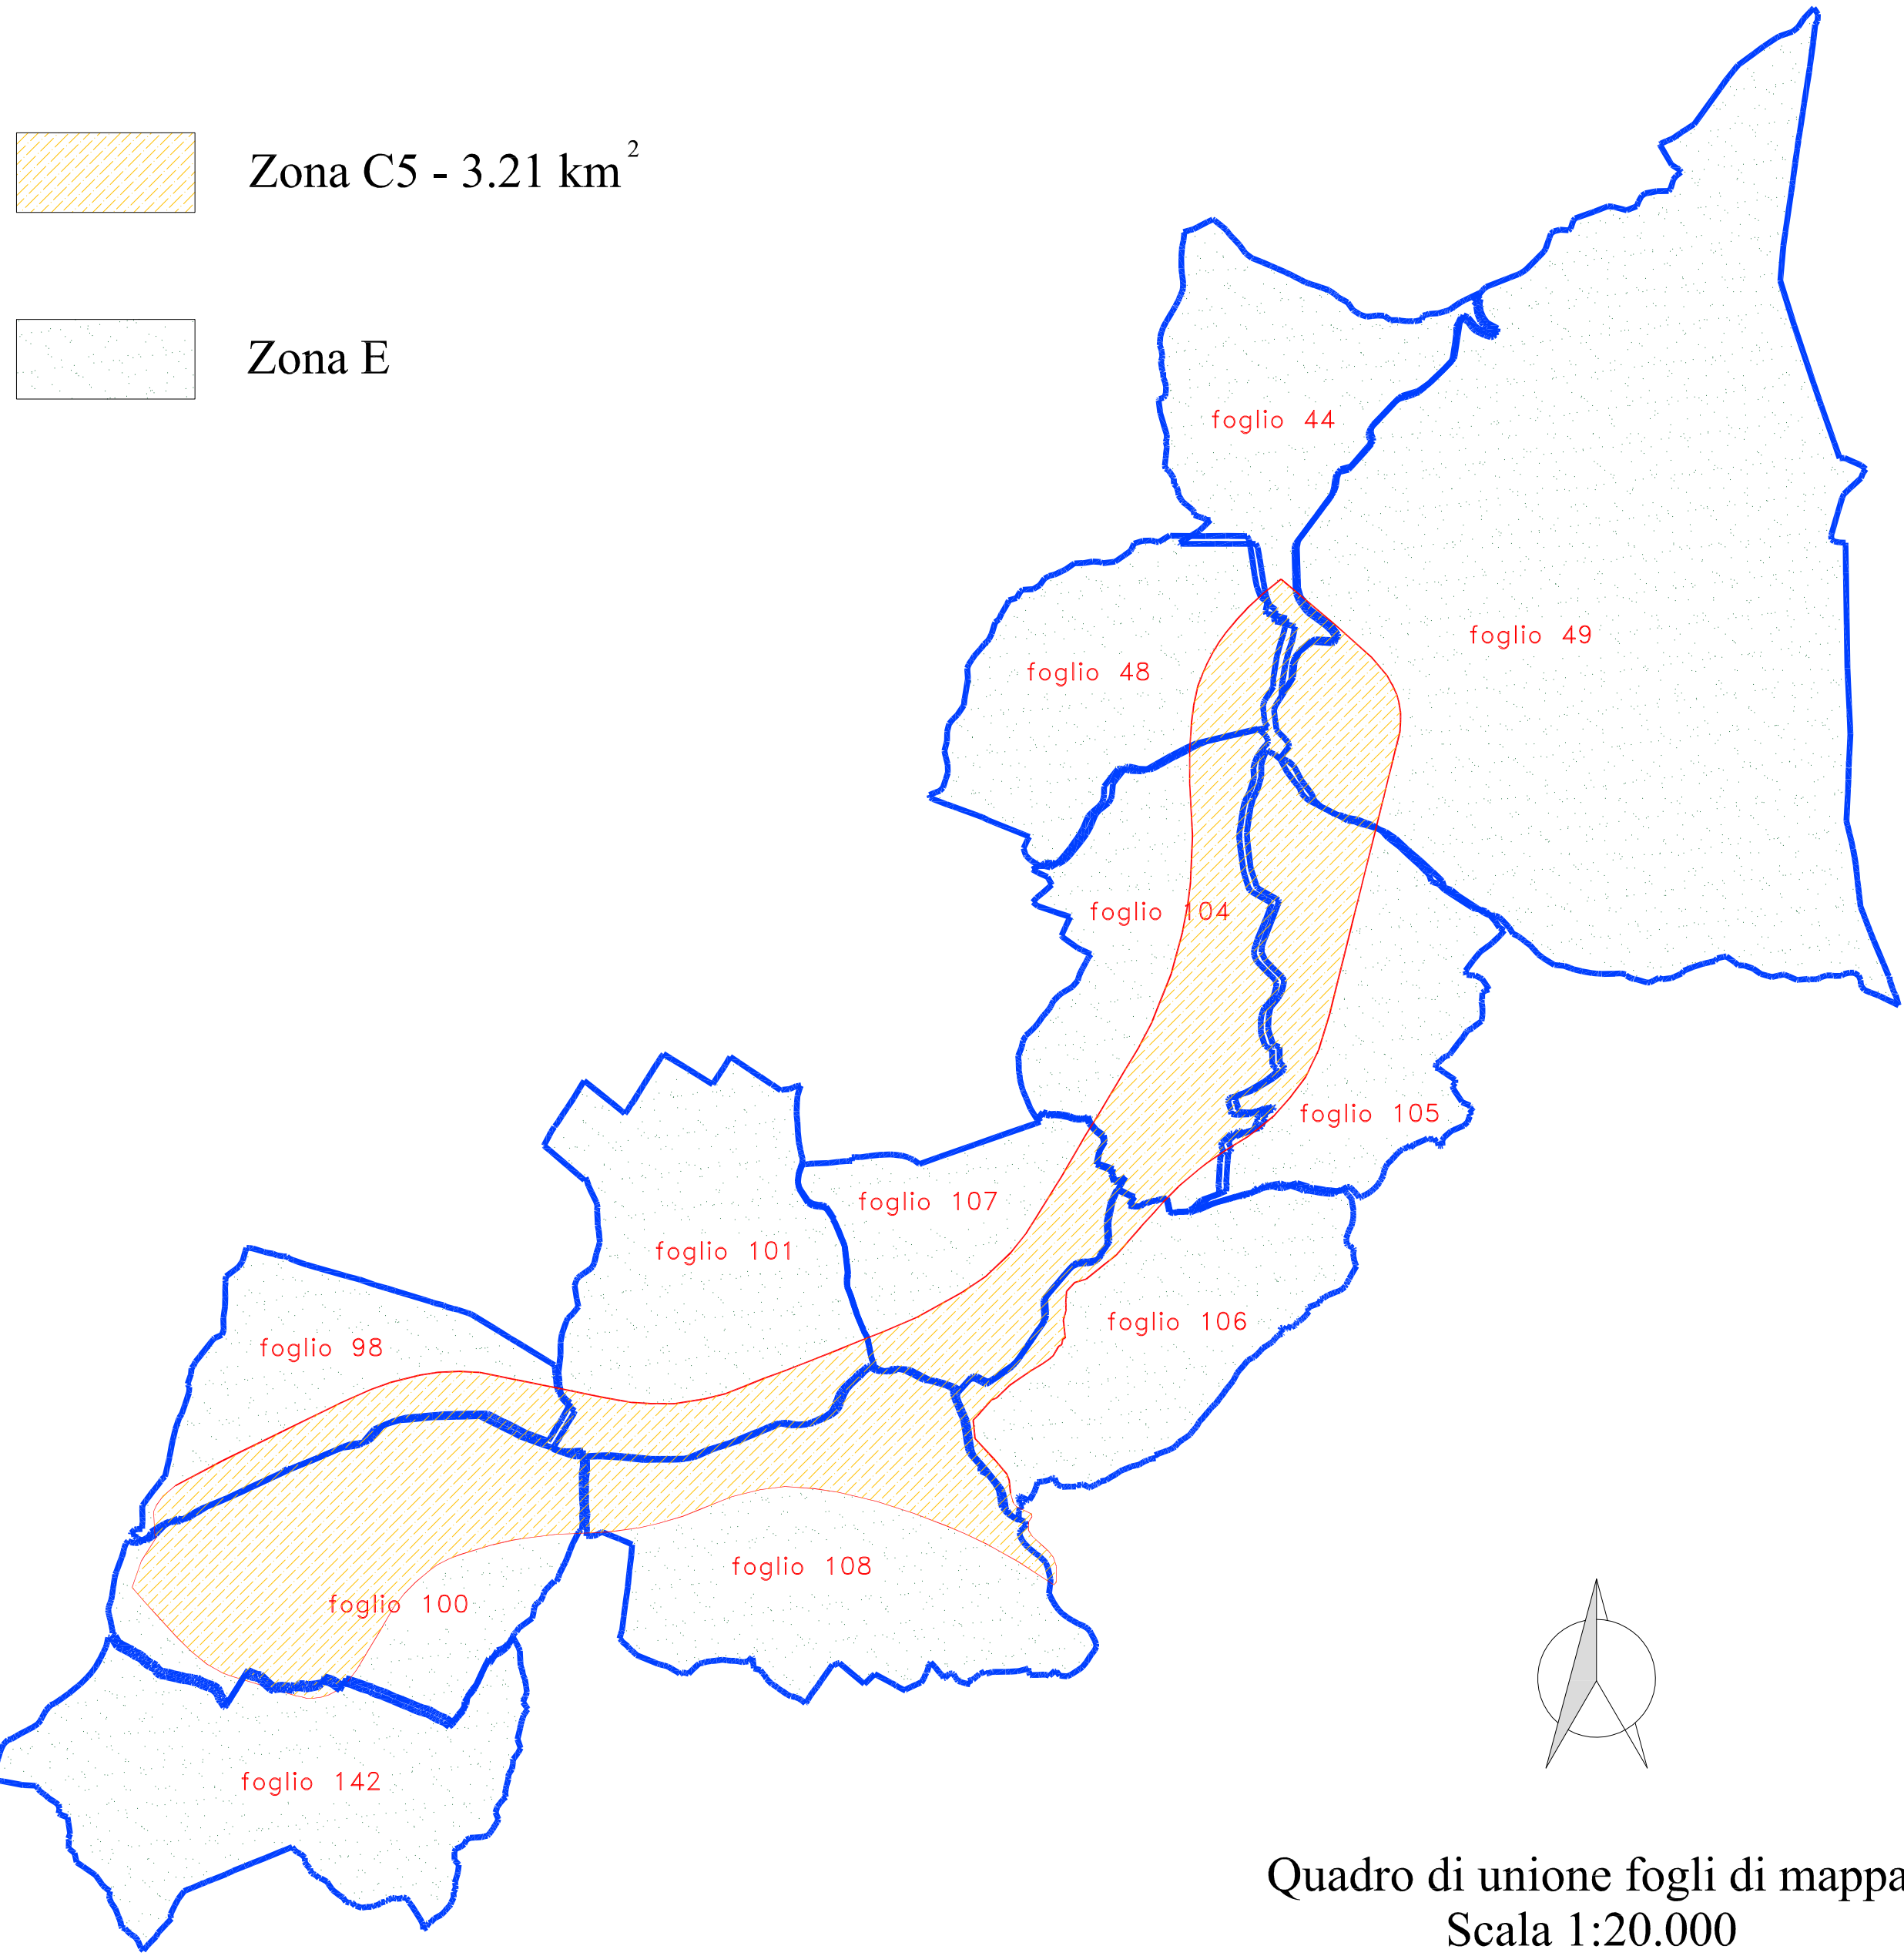 Zona C5 - 3.21 km²
Zona E
foglio 44
foglio 49
foglio 48
foglio 104
foglio 105
foglio 107
foglio 101
foglio 106
foglio 98
foglio 108
foglio 100
foglio 142
Quadro di unione fogli di mappa
Scala 1:20.000